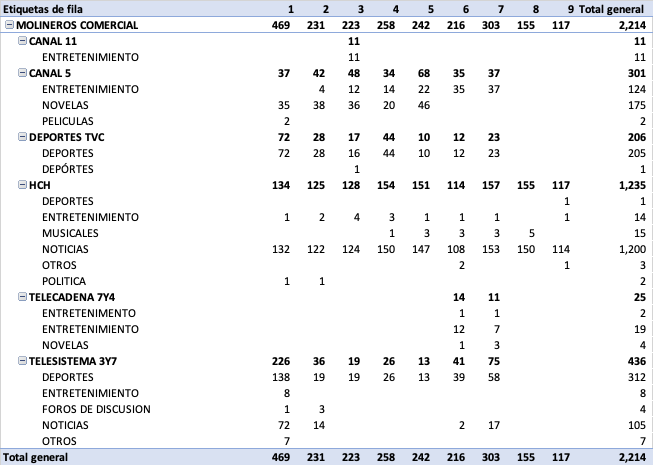 Etiquetas de fila 1 2 3 4 5 6 7 8 9 Total general
MOLINEROS COMERCIAL 469 231 223 258 242 216 303 155 117 2,214
CANAL 11 11 11
ENTRETENIMIENTO 11 11
CANAL 5 37 42 48 34 68 35 37 301
ENTRETENIMIENTO 4 12 14 22 35 37 124
NOVELAS 35 38 36 20 46 175
PELICULAS 2 2
DEPORTES TVC 72 28 17 44 10 12 23 206
DEPORTES 72 28 16 44 10 12 23 205
DEPÓRTES 1 1
HCH 134 125 128 154 151 114 157 155 117 1,235
DEPORTES 1 1
ENTRETENIMIENTO 1 2 4 3 1 1 1 1 14
MUSICALES 1 3 3 3 5 15
NOTICIAS 132 122 124 150 147 108 153 150 114 1,200
OTROS 2 1 3
POLITICA 1 1 2
TELECADENA 7Y4 14 11 25
ENTRETENIMENTO 1 1 2
ENTRETENIMIENTO 12 7 19
NOVELAS 1 3 4
TELESISTEMA 3Y7 226 36 19 26 13 41 75 436
DEPORTES 138 19 19 26 13 39 58 312
ENTRETENIMIENTO 8 8
FOROS DE DISCUSION 1 3 4
NOTICIAS 72 14 2 17 105
OTROS 7 7
Total general 469 231 223 258 242 216 303 155 117 2,214